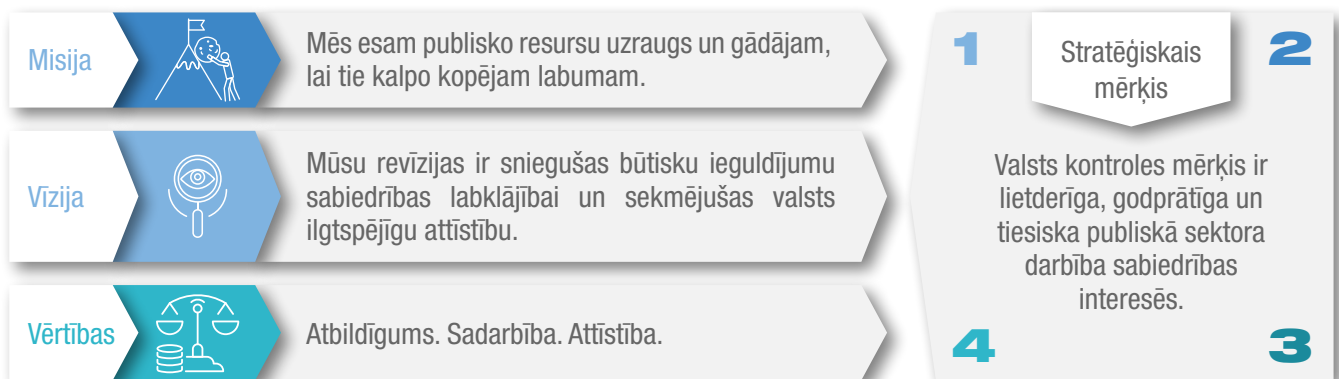 Misija
Mēs esam publisko resursu uzraugs un gādājam,
lai tie kalpo kopējam labumam.
Vīzija
Mūsu revīzijas ir sniegušas būtisku ieguldījumu
sabiedrības labklājībai un sekmējušas valsts
ilgtspējīgu attīstību.
Vērtības
Atbildīgums. Sadarbība. Attīstība.
1
Stratēģiskais
mērķis
2
Valsts kontroles mērķis ir
lietderīga, godprātīga un
tiesiska publiskā sektora
darbība sabiedrības
interesēs.
4
3